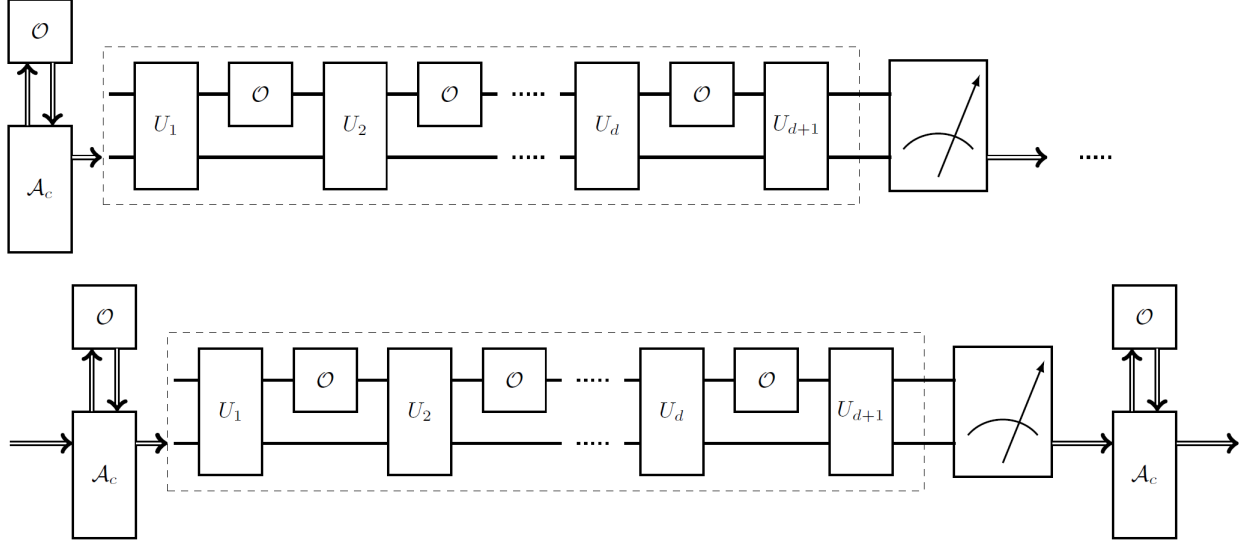 𝒪
𝒜_c U_1 𝒪 U_2 𝒪 ..... U_d 𝒪 U_{d+1} .....
𝒪 𝒪
𝒜_c U_1 𝒪 U_2 𝒪 ..... U_d 𝒪 U_{d+1} 𝒜_c